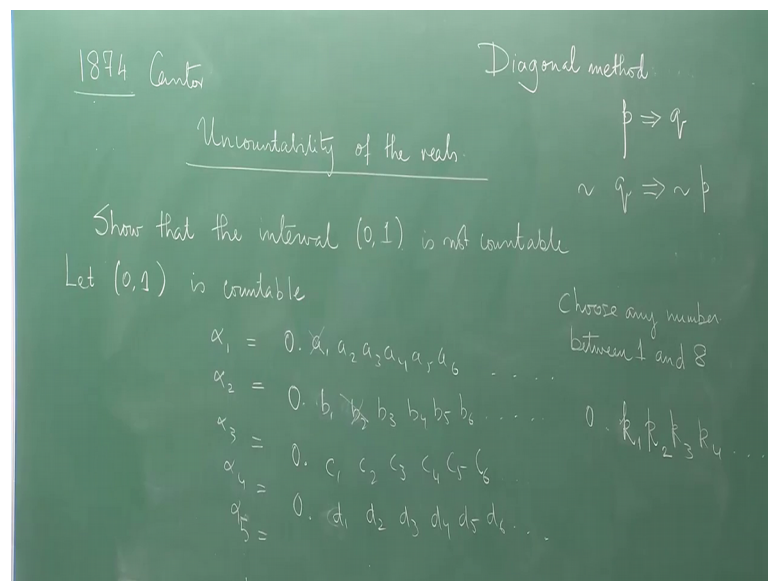 1874 Cantor
Diagonal method
p ⇒ q
~ q ⇒ ~ p
Uncountability of the reals.
Show that the interval (0,1) is not countable
Let (0,1) is countable
Choose any number
between 1 and 8
α₁ = 0. a₁ a₂ a₃ a₄ a₅ a₆ .....
α₂ = 0. b₁ b₂ b₃ b₄ b₅ b₆ .....
0. k₁ k₂ k₃ k₄ ....
α₃ = 0. c₁ c₂ c₃ c₄ c₅ c₆
α₄ = 0. d₁ d₂ d₃ d₄ d₅ d₆ ...
α₅ =